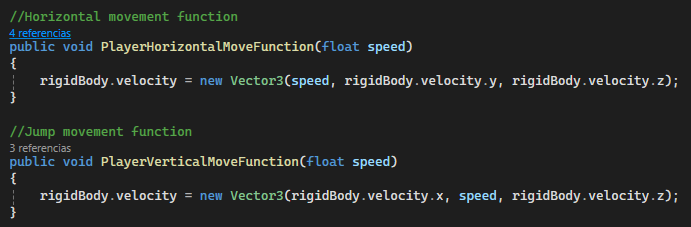 //Horizontal movement function
4 referencias
public void PlayerHorizontalMoveFunction(float speed)
{
    rigidBody.velocity = new Vector3(speed, rigidBody.velocity.y, rigidBody.velocity.z);
}
//Jump movement function
3 referencias
public void PlayerVerticalMoveFunction(float speed)
{
    rigidBody.velocity = new Vector3(rigidBody.velocity.x, speed, rigidBody.velocity.z);
}